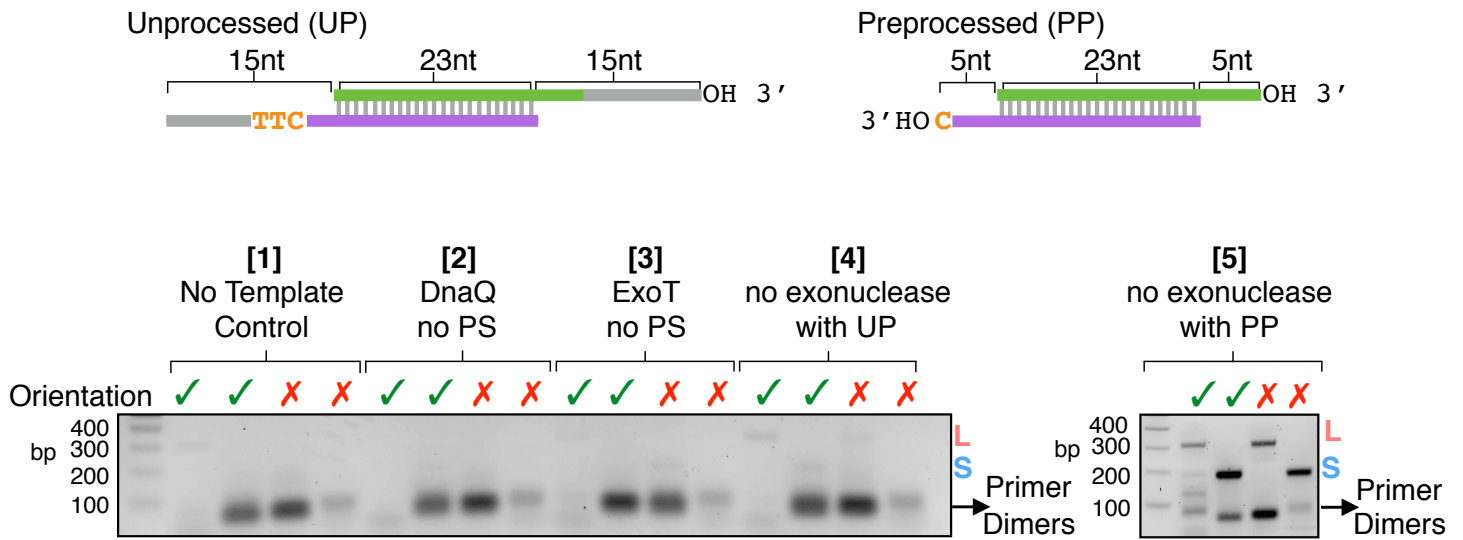 Unprocessed (UP)
15nt 23nt 15nt
OH 3′
TTC
Preprocessed (PP)
5nt 23nt 5nt
OH 3′
3′HO C
[1]
No Template
Control
[2]
DnaQ
no PS
[3]
ExoT
no PS
[4]
no exonuclease
with UP
[5]
no exonuclease
with PP
Orientation ✓ ✓ ✗ ✗ ✓ ✓ ✗ ✗ ✓ ✓ ✗ ✗ ✓ ✓ ✗ ✗
bp
400
300
200
100
L
S
Primer
Dimers
✓ ✓ ✗ ✗
bp
400
300
200
100
L
S
Primer
Dimers